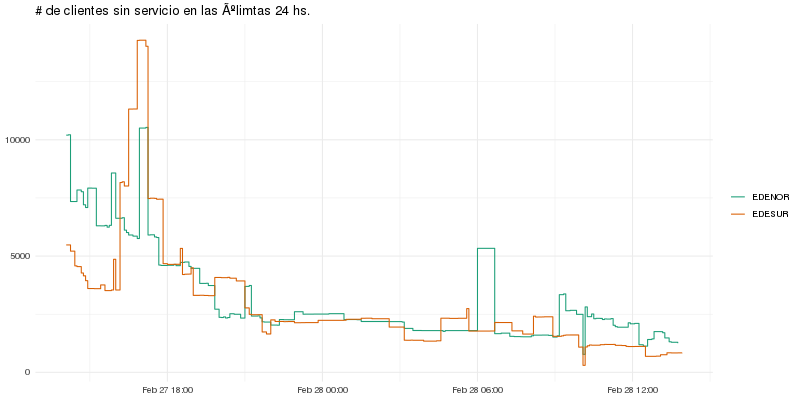 # de clientes sin servicio en las Ãºlimtas 24 hs.
10000
5000
0
Feb 27 18:00
Feb 28 00:00
Feb 28 06:00
Feb 28 12:00
EDENOR
EDESUR